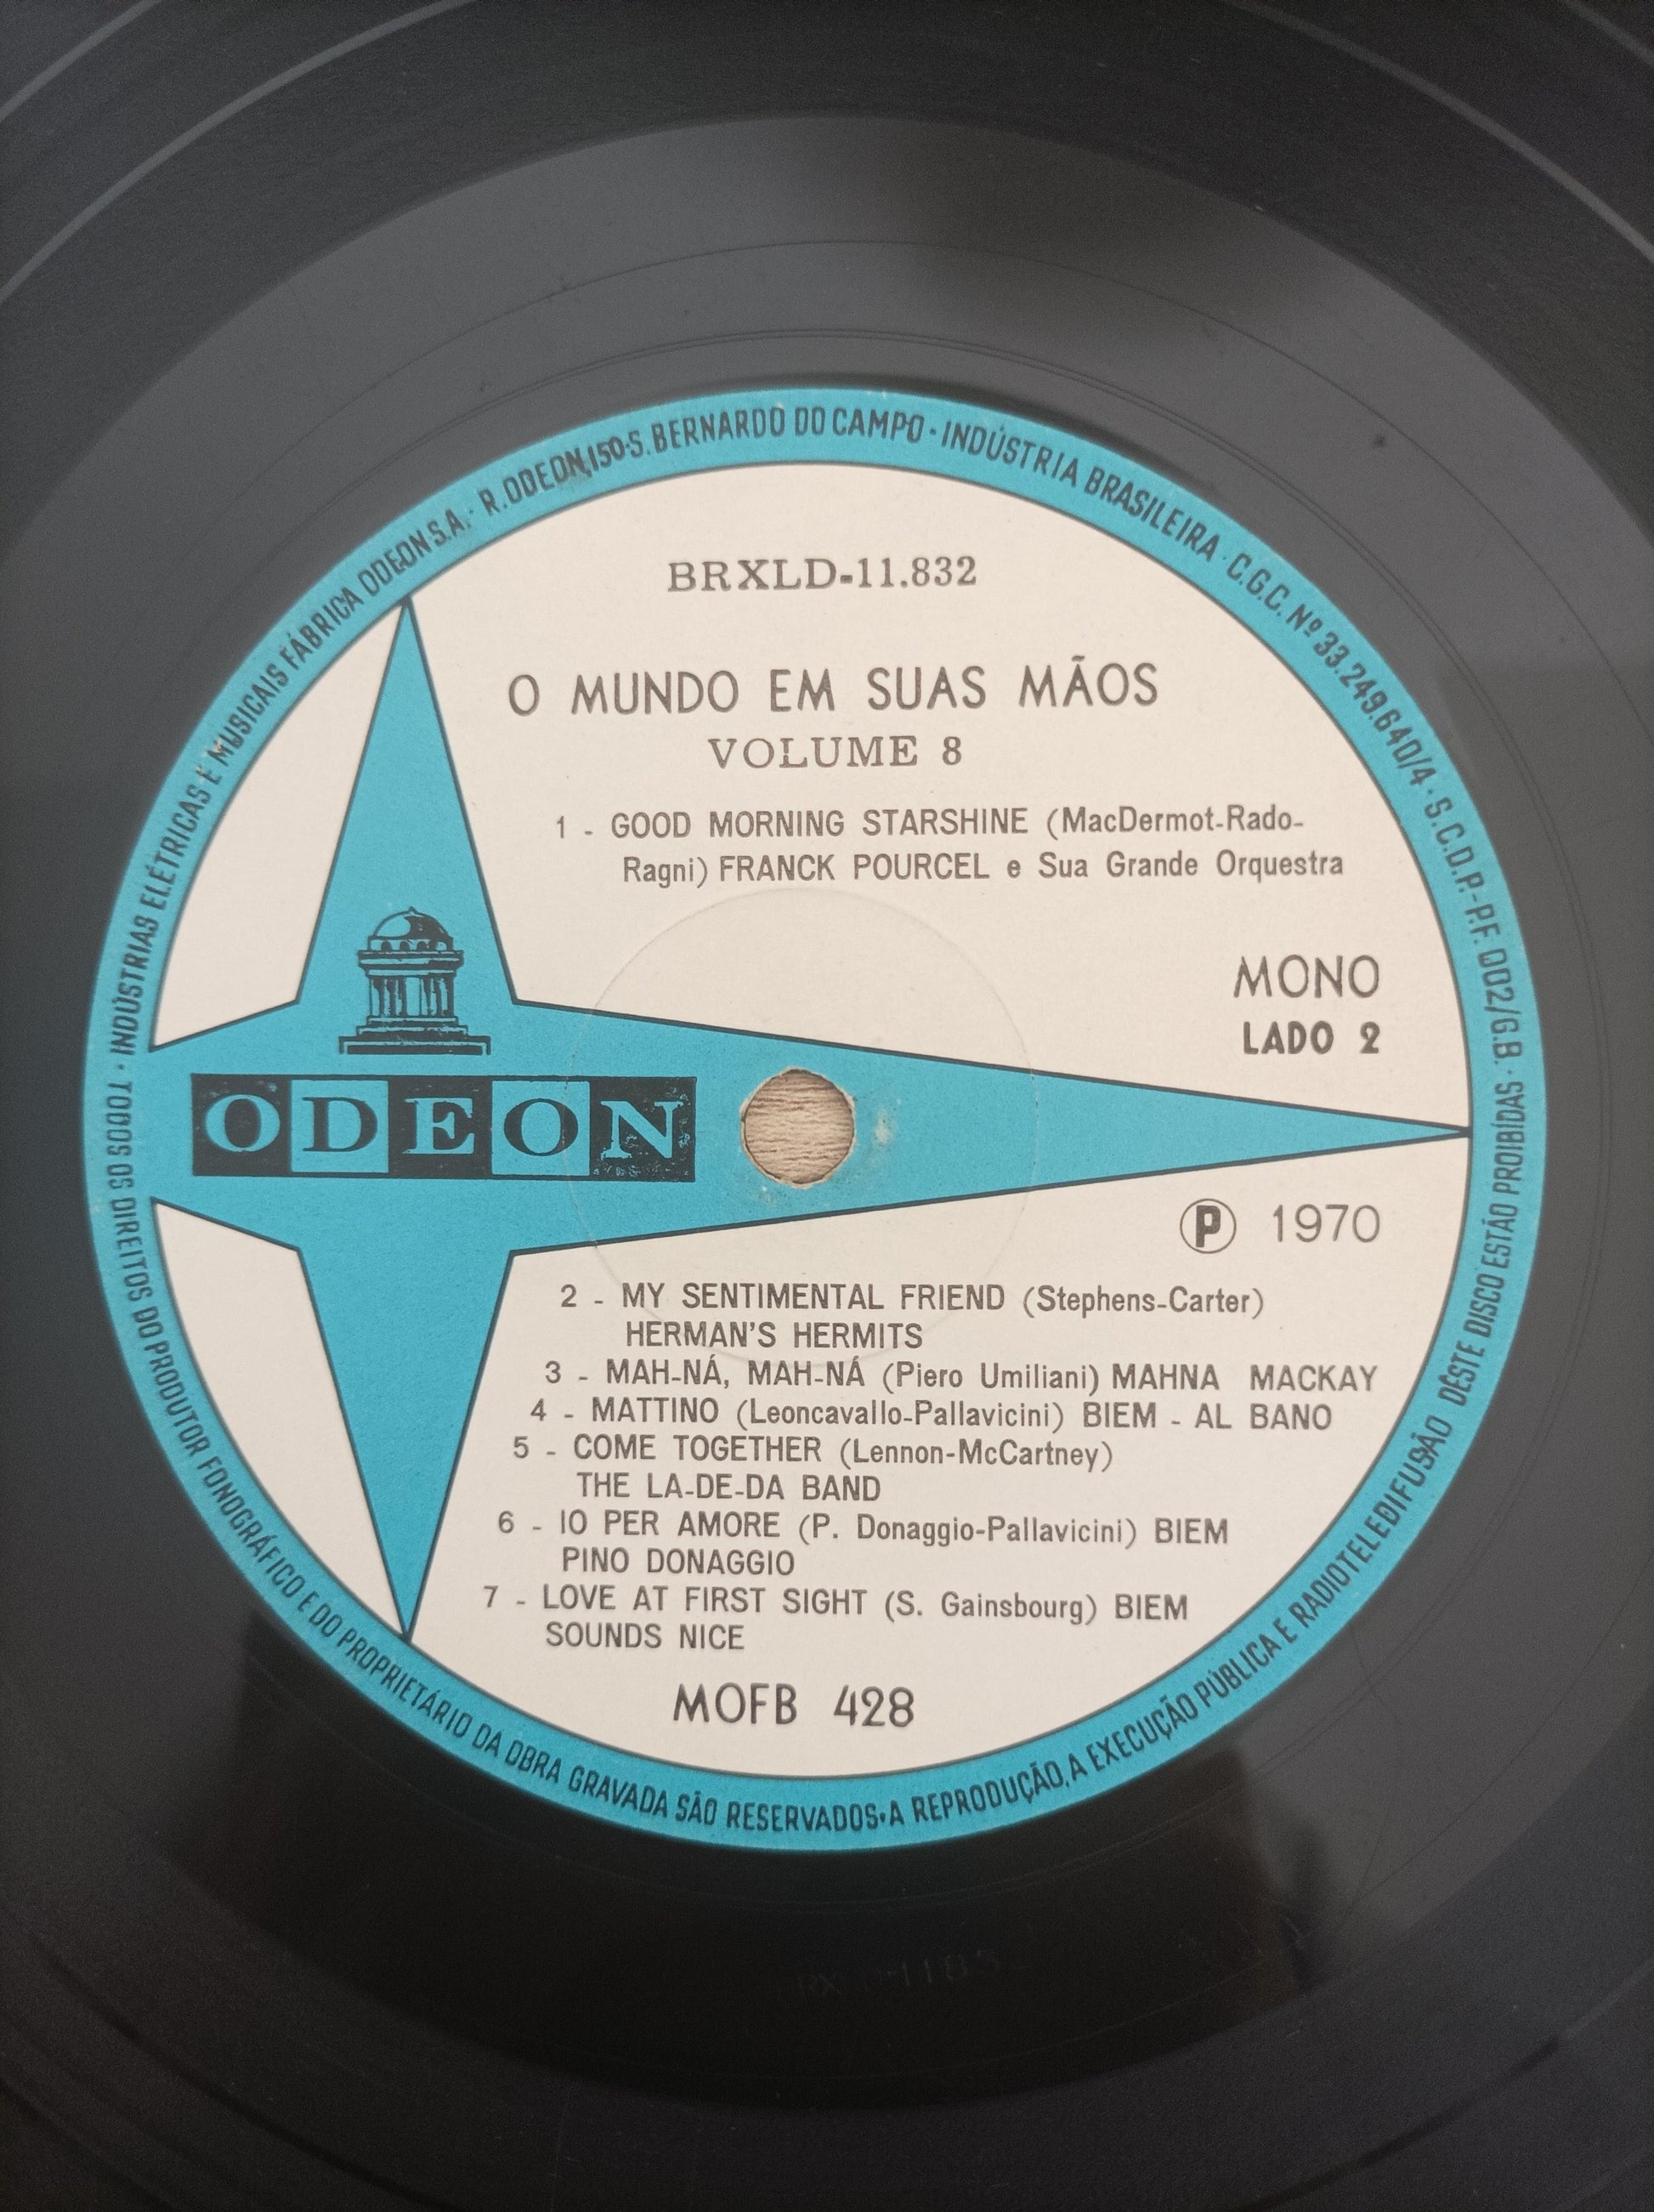 INDÚSTRIAS ELÉTRICAS E MUSICAIS FÁBRICA ODEON S.A. · R. ODEON, 150-S. BERNARDO DO CAMPO · INDÚSTRIA BRASILEIRA · C.G.C. Nº 33.249.640/4 · S.C.D.P.-P.F. 002/G.B. ·
BRXLD-11.832
O MUNDO EM SUAS MÃOS
VOLUME 8
1 - GOOD MORNING STARSHINE (MacDermot-Rado-
Ragni) FRANCK POURCEL e Sua Grande Orquestra
MONO
LADO 2
ODEON
Ⓟ 1970
2 - MY SENTIMENTAL FRIEND (Stephens-Carter)
HERMAN'S HERMITS
3 - MAH-NÁ, MAH-NÁ (Piero Umiliani) MAHNA MACKAY
4 - MATTINO (Leoncavallo-Pallavicini) BIEM - AL BANO
5 - COME TOGETHER (Lennon-McCartney)
THE LA-DE-DA BAND
6 - IO PER AMORE (P. Donaggio-Pallavicini) BIEM
PINO DONAGGIO
7 - LOVE AT FIRST SIGHT (S. Gainsbourg) BIEM
SOUNDS NICE
MOFB 428
TODOS OS DIREITOS DO PRODUTOR FONOGRÁFICO E DO PROPRIETÁRIO DA OBRA GRAVADA SÃO RESERVADOS · A REPRODUÇÃO, A EXECUÇÃO PÚBLICA E RADIOTELEDIFUSÃO DÊSTE DISCO ESTÃO PROIBÍDAS ·